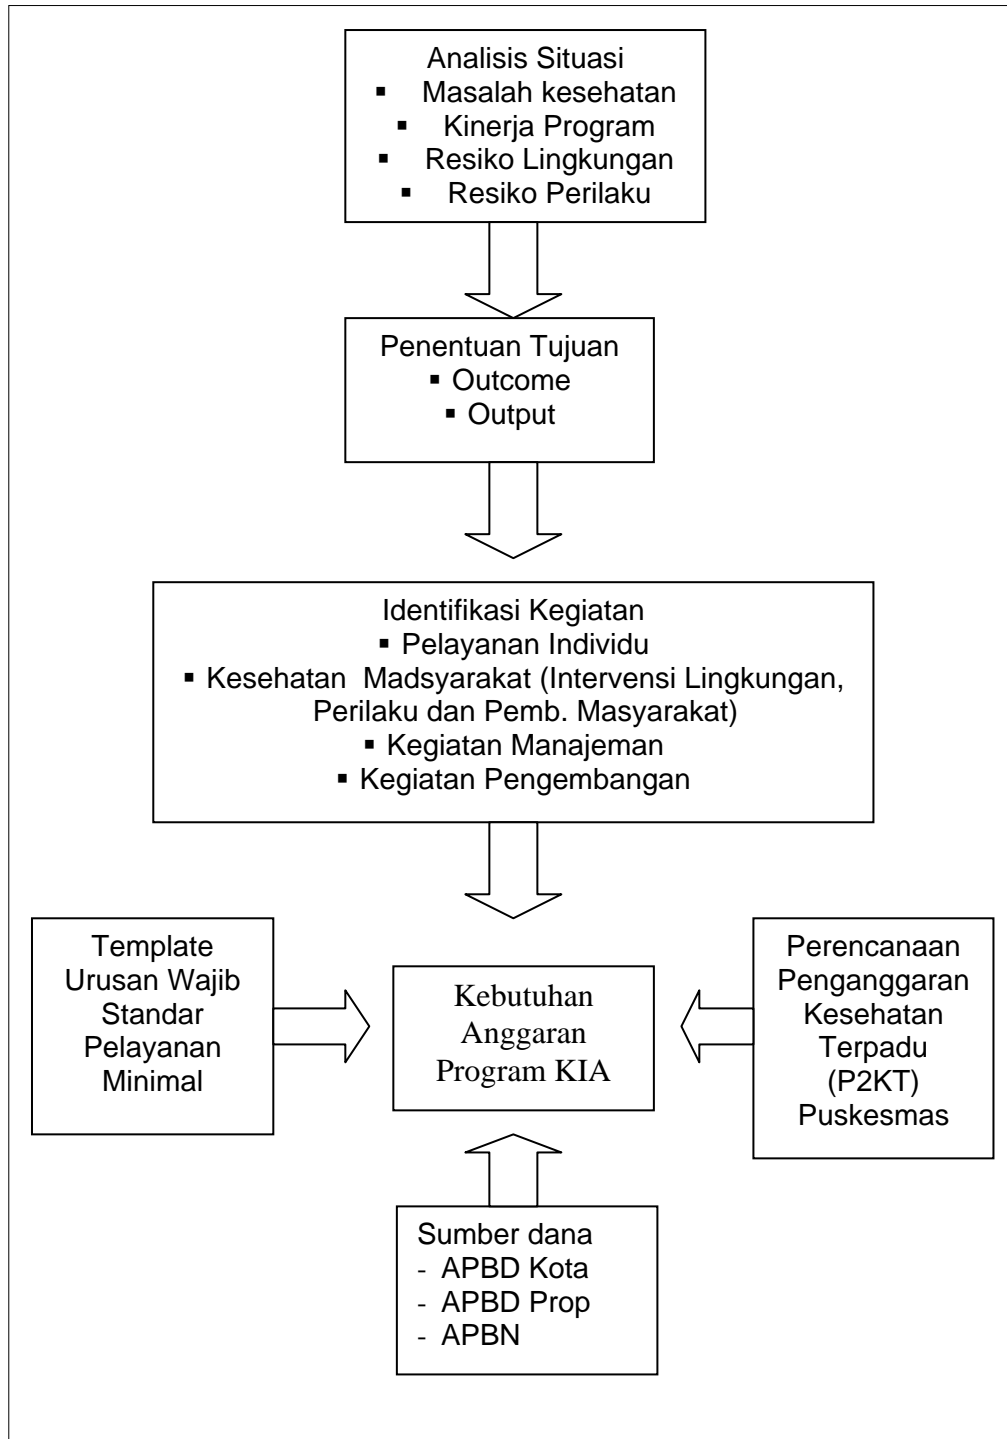 Analisis Situasi
▪ Masalah kesehatan
▪ Kinerja Program
▪ Resiko Lingkungan
▪ Resiko Perilaku
Penentuan Tujuan
▪ Outcome
▪ Output
Identifikasi Kegiatan
▪ Pelayanan Individu
▪ Kesehatan Madsyarakat (Intervensi Lingkungan,
Perilaku dan Pemb. Masyarakat)
▪ Kegiatan Manajeman
▪ Kegiatan Pengembangan
Template
Urusan Wajib
Standar
Pelayanan
Minimal
Kebutuhan
Anggaran
Program KIA
Perencanaan
Penganggaran
Kesehatan
Terpadu
(P2KT)
Puskesmas
Sumber dana
- APBD Kota
- APBD Prop
- APBN